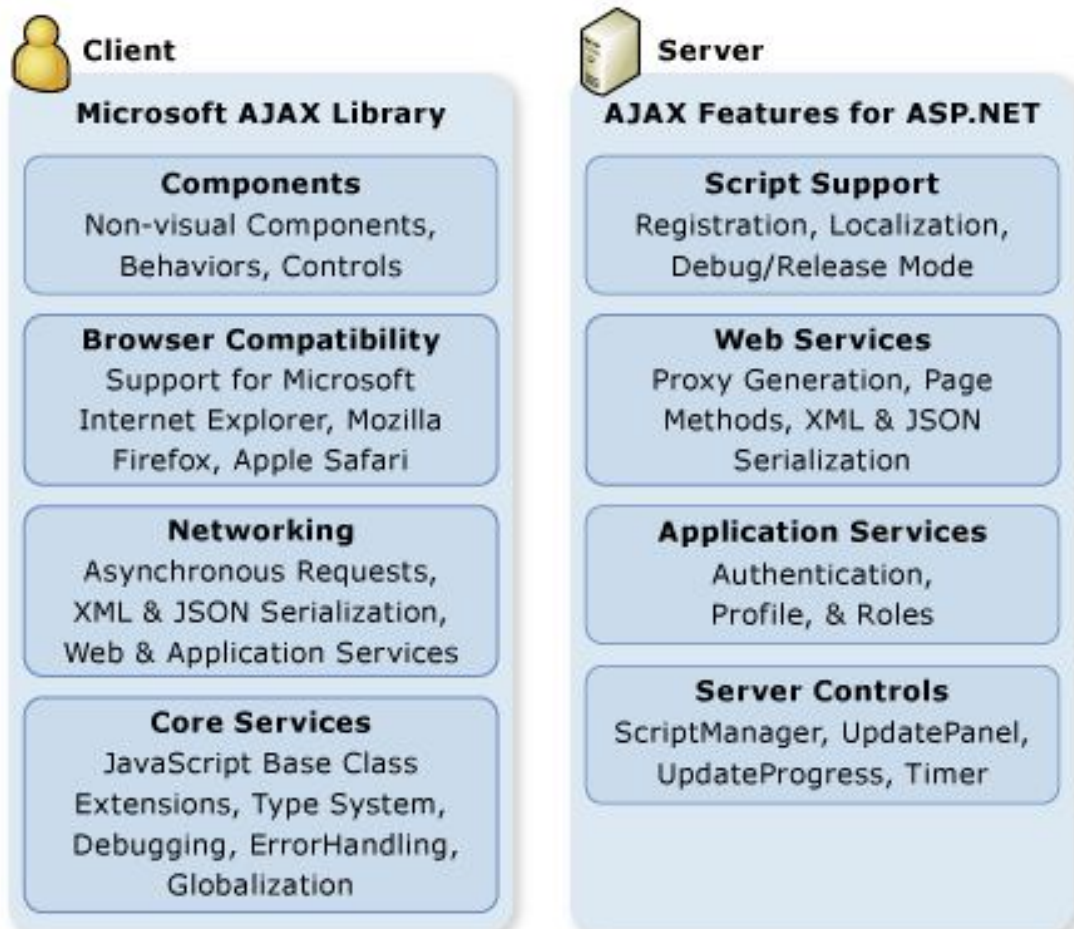 Client
Microsoft AJAX Library
Components
Non-visual Components,
Behaviors, Controls
Browser Compatibility
Support for Microsoft
Internet Explorer, Mozilla
Firefox, Apple Safari
Networking
Asynchronous Requests,
XML & JSON Serialization,
Web & Application Services
Core Services
JavaScript Base Class
Extensions, Type System,
Debugging, ErrorHandling,
Globalization
Server
AJAX Features for ASP.NET
Script Support
Registration, Localization,
Debug/Release Mode
Web Services
Proxy Generation, Page
Methods, XML & JSON
Serialization
Application Services
Authentication,
Profile, & Roles
Server Controls
ScriptManager, UpdatePanel,
UpdateProgress, Timer